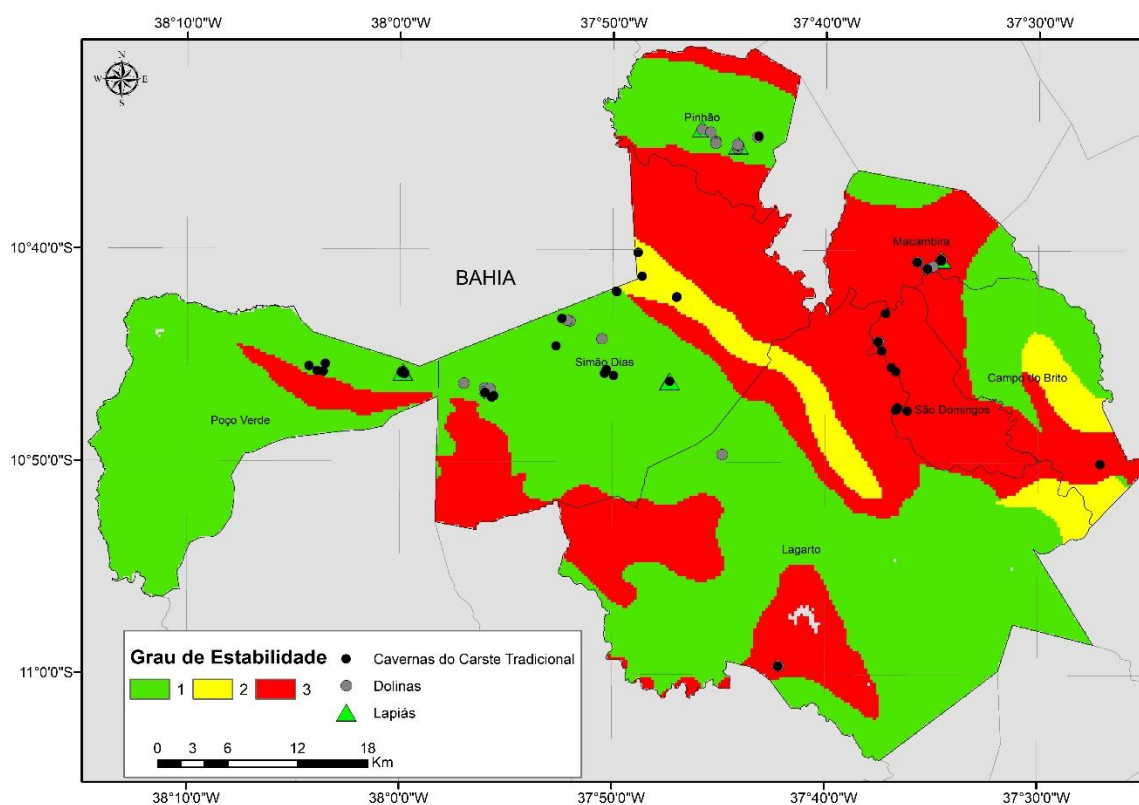 38°10'0"W 38°0'0"W 37°50'0"W 37°40'0"W 37°30'0"W
N
W E
S
Pinhão
10°40'0"S
Macambira
BAHIA
Simão Dias
Campo do Brito
São Domingos
Poço Verde
10°50'0"S
Lagarto
Grau de Estabilidade
1 2 3
Cavernas do Carste Tradicional
Dolinas
Lapiás
11°0'0"S
0 3 6 12 18
Km
38°10'0"W 38°0'0"W 37°50'0"W 37°40'0"W 37°30'0"W